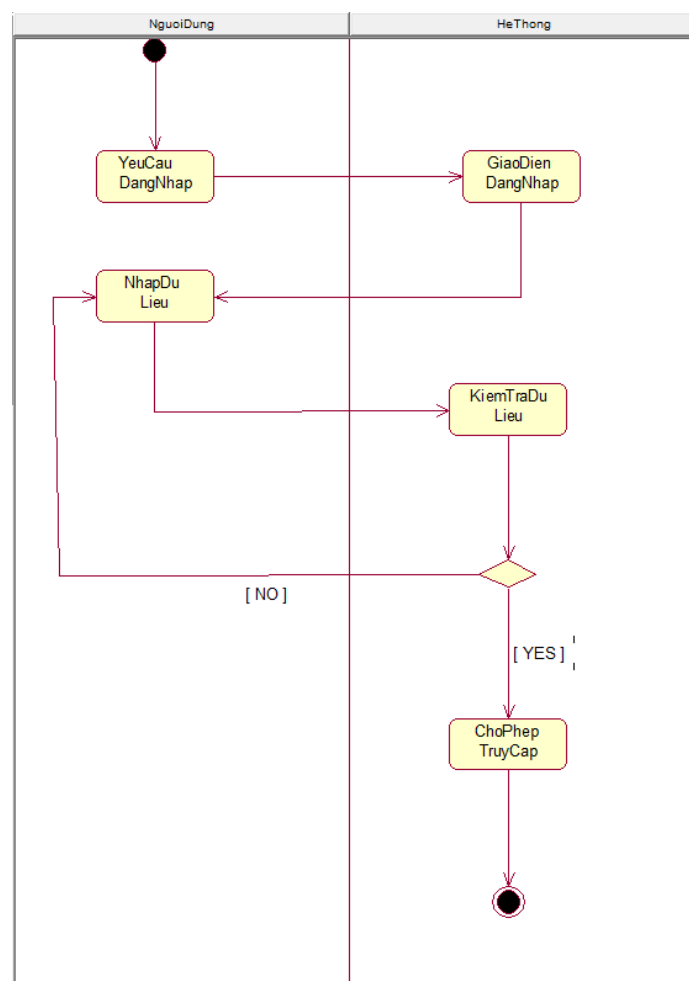 NguoiDung
HeThong
YeuCau
DangNhap
GiaoDien
DangNhap
NhapDu
Lieu
KiemTraDu
Lieu
[ NO ]
[ YES ]
ChoPhep
TruyCap